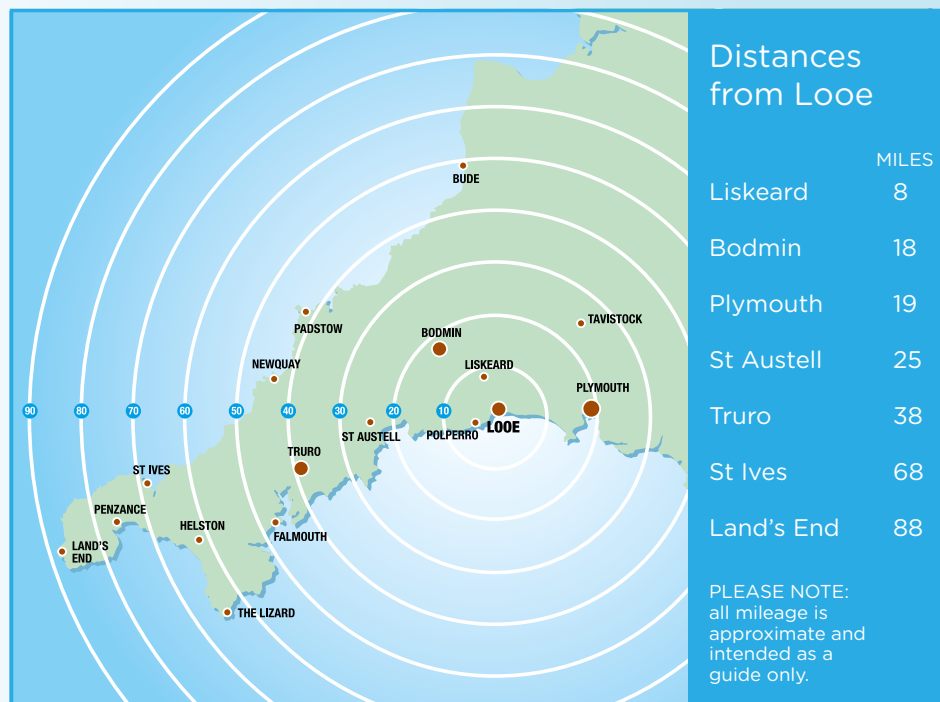 BUDE
PADSTOW
TAVISTOCK
BODMIN
NEWQUAY
LISKEARD
PLYMOUTH
90 80 70 60 50 40 30 20 10
LOOE
POLPERRO
ST AUSTELL
TRURO
ST IVES
PENZANCE
HELSTON
FALMOUTH
LAND'S
END
THE LIZARD
Distances
from Looe
MILES
Liskeard 8
Bodmin 18
Plymouth 19
St Austell 25
Truro 38
St Ives 68
Land's End 88
PLEASE NOTE:
all mileage is
approximate and
intended as a
guide only.